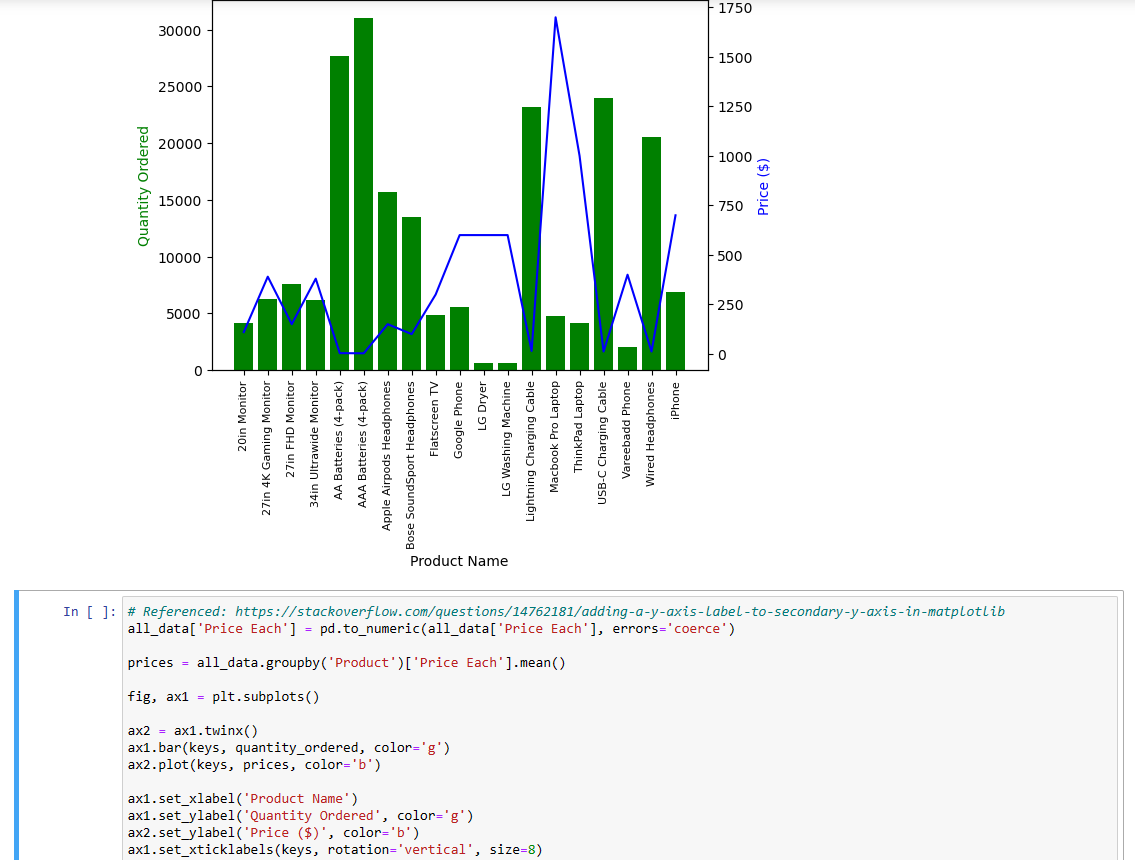 30000
25000
20000
15000
10000
5000
0
Quantity Ordered
1750
1500
1250
1000
750
500
250
0
Price ($)
20in Monitor
27in 4K Gaming Monitor
27in FHD Monitor
34in Ultrawide Monitor
AA Batteries (4-pack)
AAA Batteries (4-pack)
Apple Airpods Headphones
Bose SoundSport Headphones
Flatscreen TV
Google Phone
LG Dryer
LG Washing Machine
Lightning Charging Cable
Macbook Pro Laptop
ThinkPad Laptop
USB-C Charging Cable
Vareebadd Phone
Wired Headphones
iPhone
Product Name
In [ ]: # Referenced: https://stackoverflow.com/questions/14762181/adding-a-y-axis-label-to-secondary-y-axis-in-matplotlib
all_data['Price Each'] = pd.to_numeric(all_data['Price Each'], errors='coerce')
prices = all_data.groupby('Product')['Price Each'].mean()
fig, ax1 = plt.subplots()
ax2 = ax1.twinx()
ax1.bar(keys, quantity_ordered, color='g')
ax2.plot(keys, prices, color='b')
ax1.set_xlabel('Product Name')
ax1.set_ylabel('Quantity Ordered', color='g')
ax2.set_ylabel('Price ($)', color='b')
ax1.set_xticklabels(keys, rotation='vertical', size=8)